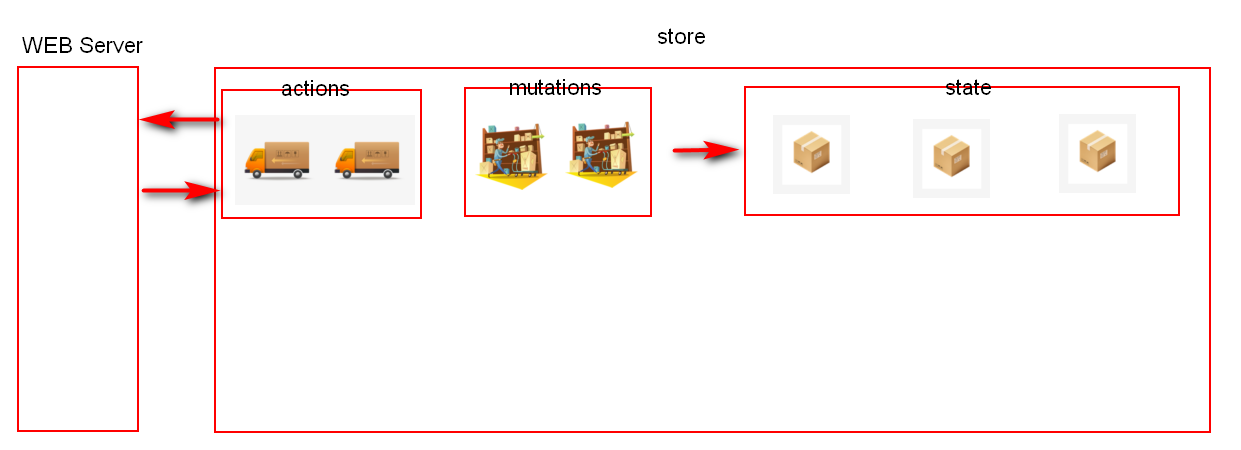 WEB Server
store
actions
mutations
state